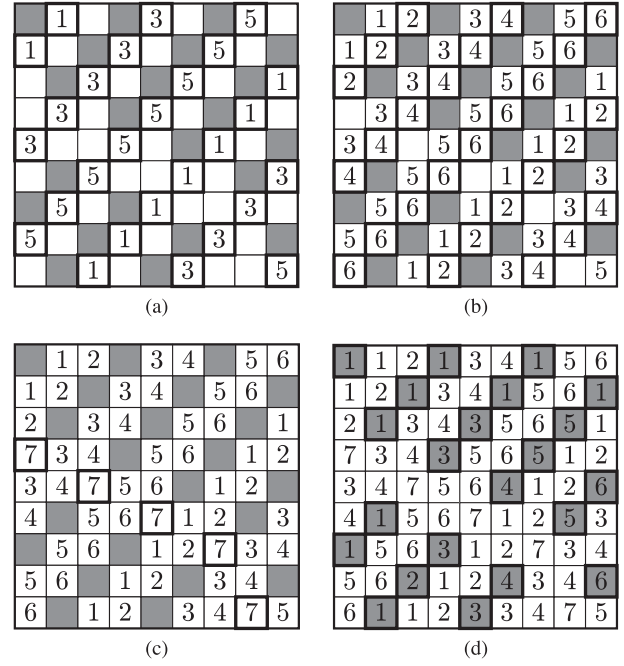 1 3 5
1 3 5
3 5 1
3 5 1
3 5 1
5 1 3
5 1 3
5 1 3
1 3 5
(a)
1 2 3 4 5 6
1 2 3 4 5 6
2 3 4 5 6 1
3 4 5 6 1 2
3 4 5 6 1 2
4 5 6 1 2 3
5 6 1 2 3 4
5 6 1 2 3 4
6 1 2 3 4 5
(b)
1 2 3 4 5 6
1 2 3 4 5 6
2 3 4 5 6 1
7 3 4 5 6 1 2
3 4 7 5 6 1 2
4 5 6 7 1 2 3
5 6 1 2 7 3 4
5 6 1 2 3 4
6 1 2 3 4 7 5
(c)
1 1 2 1 3 4 1 5 6
1 2 1 3 4 1 5 6 1
2 1 3 4 3 5 6 5 1
7 3 4 3 5 6 5 1 2
3 4 7 5 6 4 1 2 6
4 1 5 6 7 1 2 5 3
1 5 6 3 1 2 7 3 4
5 6 2 1 2 4 3 4 6
6 1 1 2 3 3 4 7 5
(d)